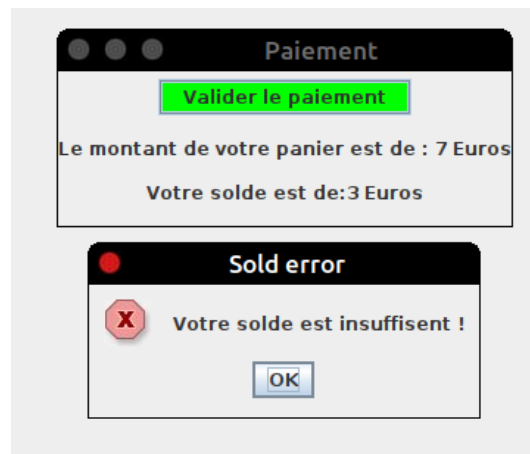 Paiement
Valider le paiement
Le montant de votre panier est de : 7 Euros
Votre solde est de:3 Euros
Sold error
X
Votre solde est insuffisent !
OK